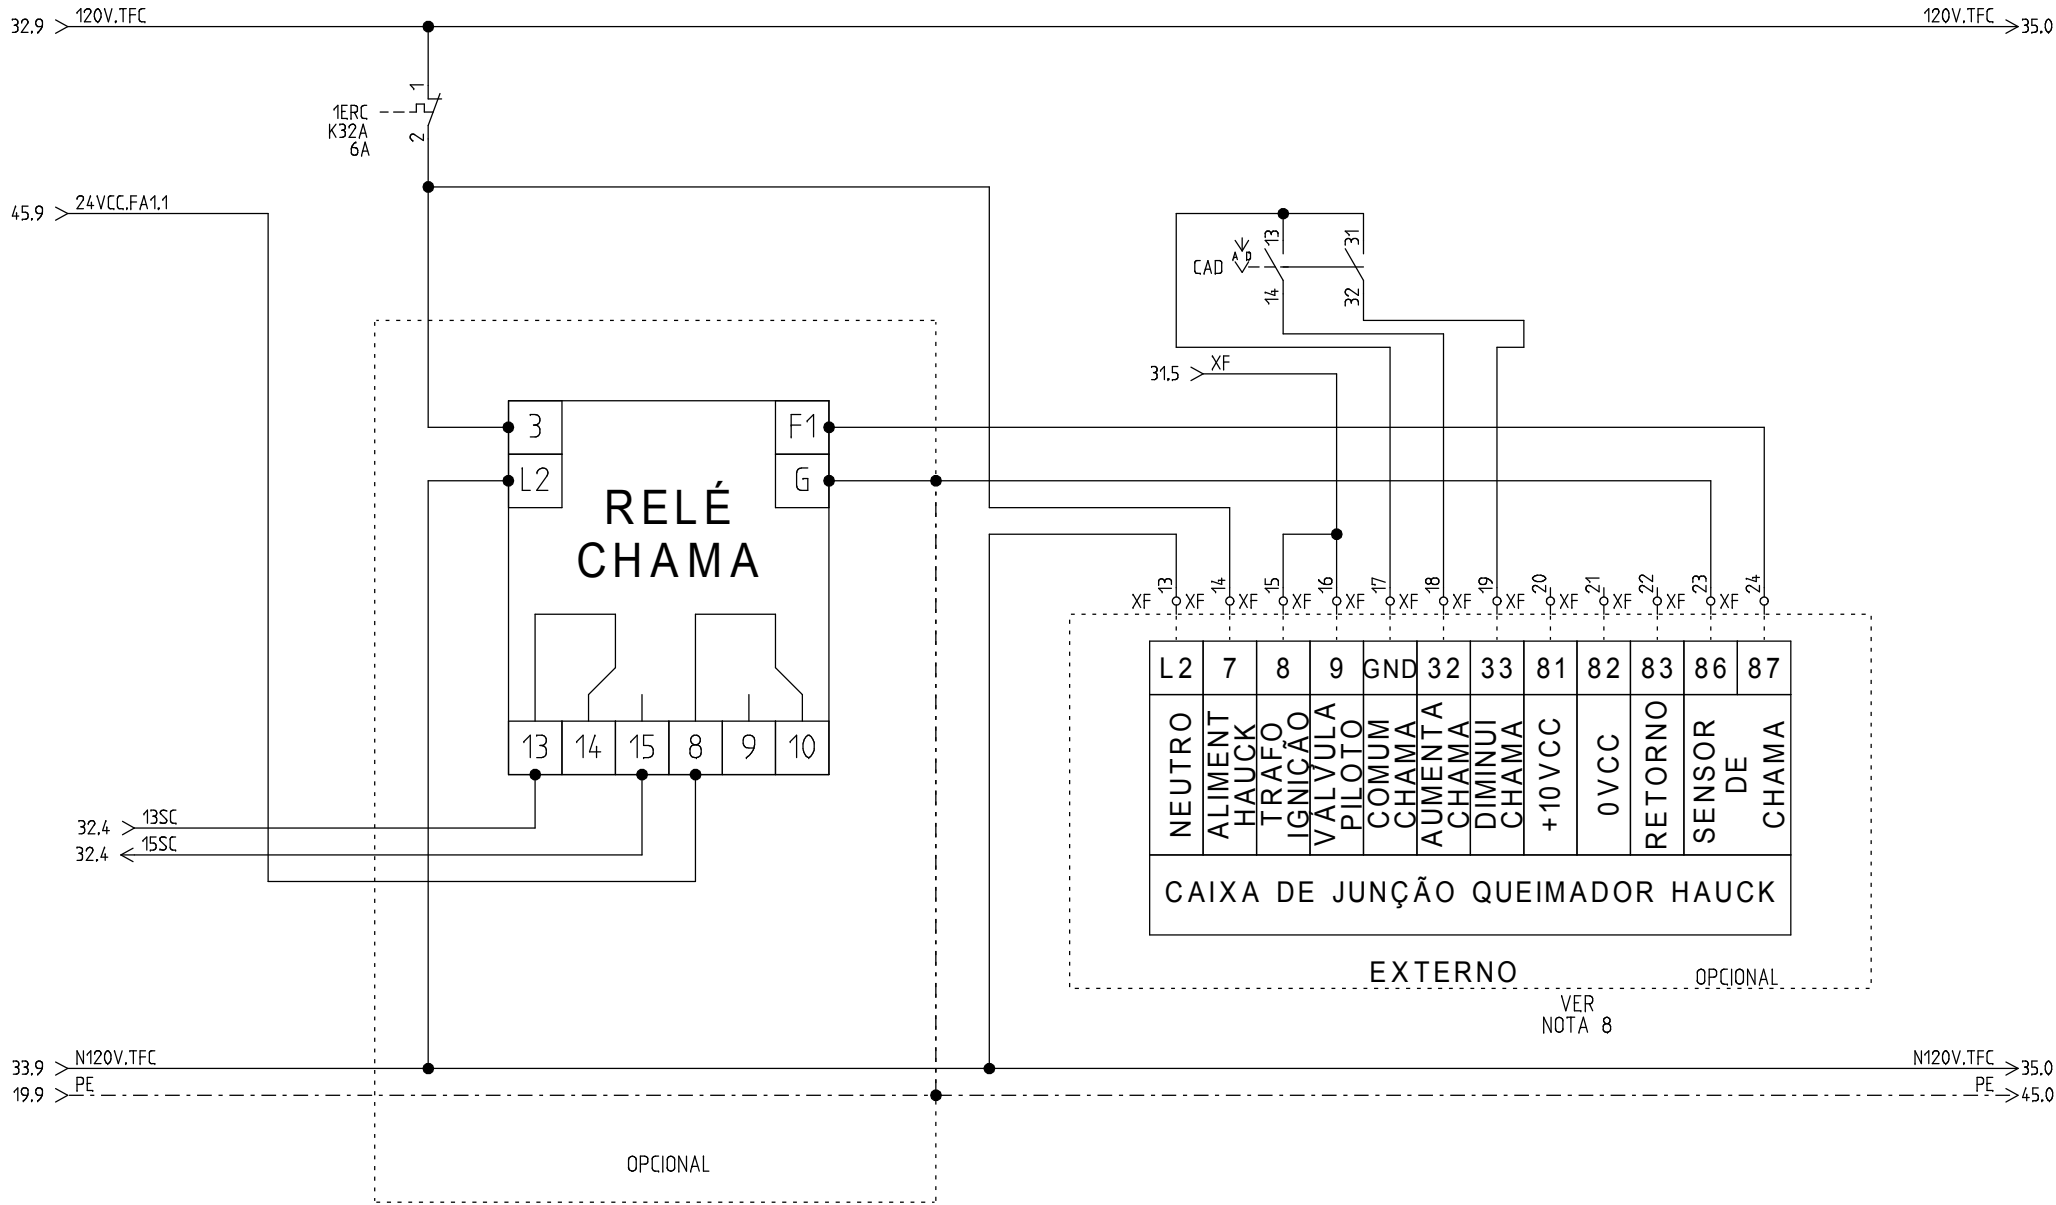 120V.TFC
32.9
120V.TFC
35.0
1
1ERC
K32A
6A
2
24VCC.FA1.1
45.9
13
31
CAD
A D
14
32
XF
31.5
3
F1
L2
G
RELÉ
CHAMA
13 14 15 8 9 10
13SC
32.4
15SC
32.4
13 14 15 16 17 18 19 20 21 22 23 24
XF XF XF XF XF XF XF XF XF XF XF XF
L2 7 8 9 GND 32 33 81 82 83 86 87
NEUTRO
ALIMENT
HAUCK
TRAFO
IGNIÇÃO
VÁLVULA
PILOTO
COMUM
CHAMA
AUMENTA
CHAMA
DIMINUI
CHAMA
+10VCC
0VCC
RETORNO
SENSOR
DE
CHAMA
CAIXA DE JUNÇÃO QUEIMADOR HAUCK
EXTERNO
OPCIONAL
VER
NOTA 8
N120V.TFC
33.9
N120V.TFC
35.0
PE
19.9
PE
45.0
OPCIONAL